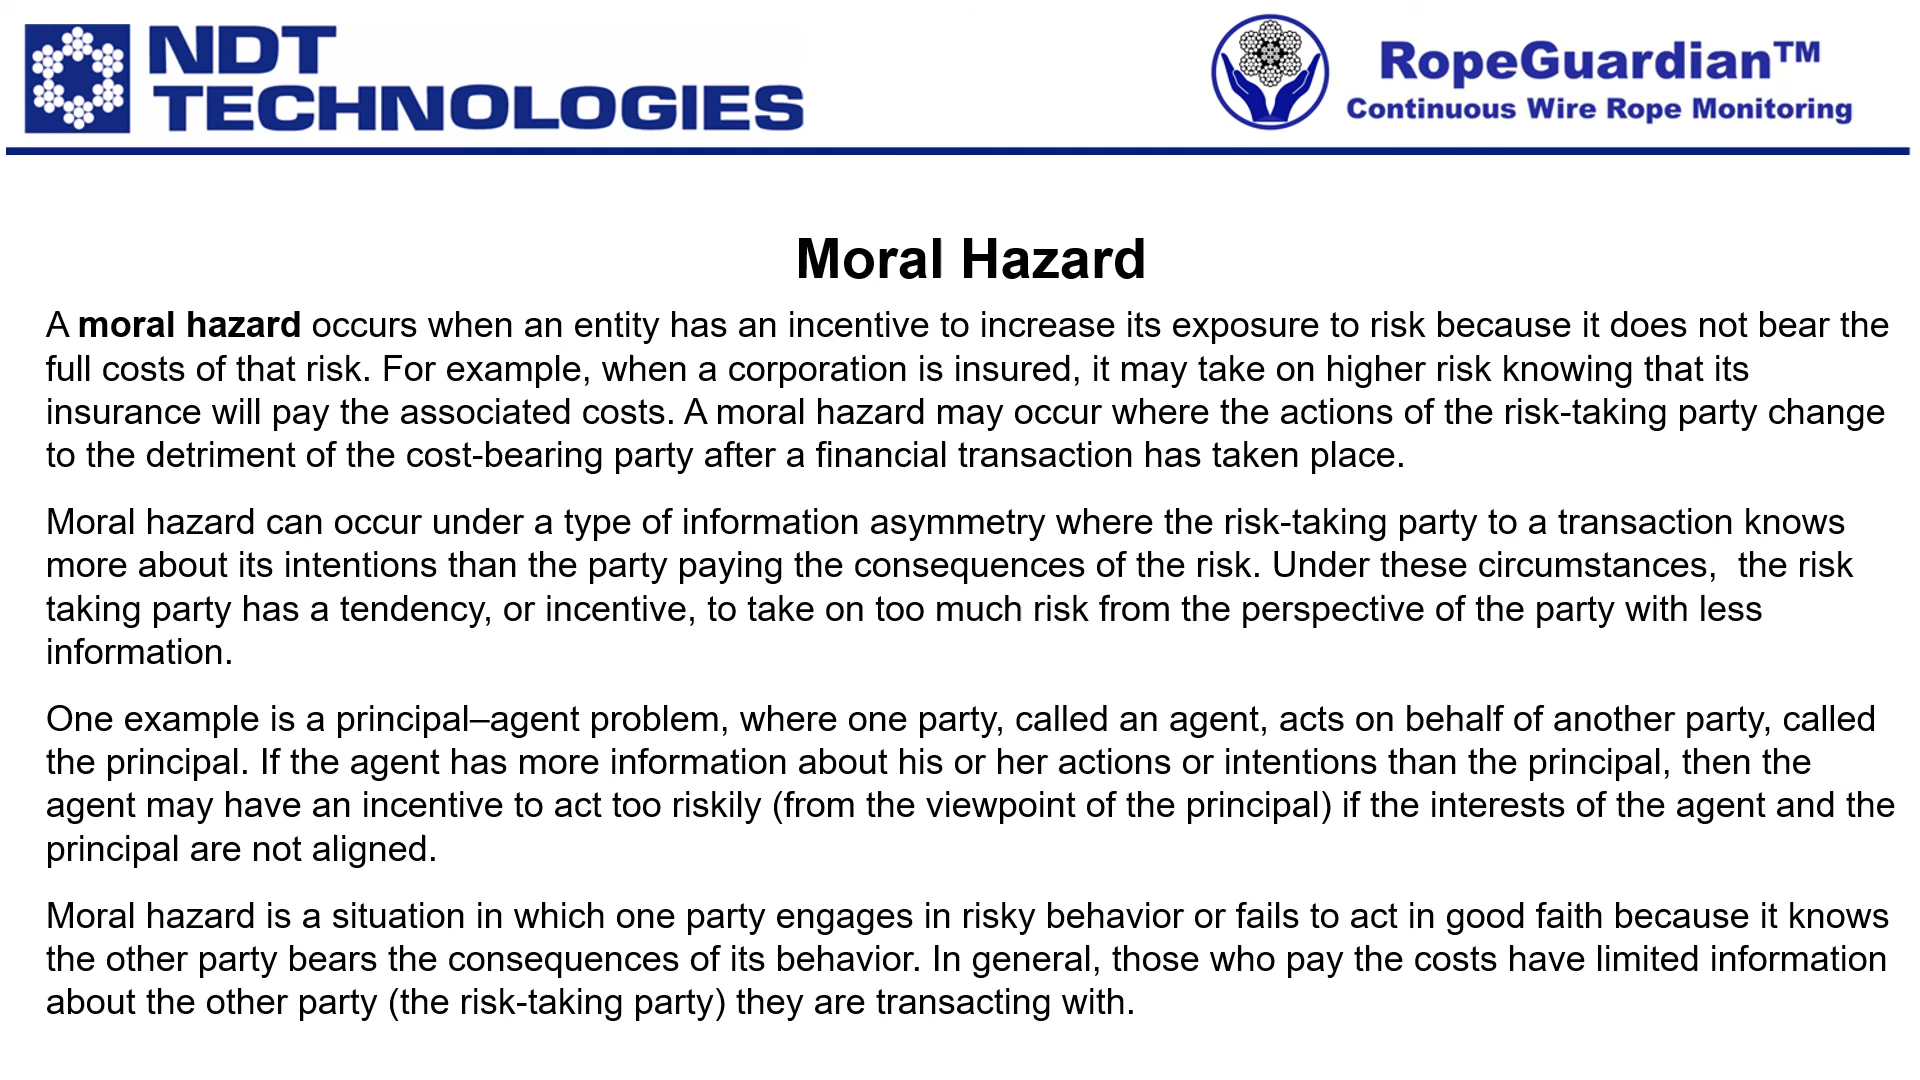 NDT
TECHNOLOGIES
RopeGuardian™
Continuous Wire Rope Monitoring
Moral Hazard
A moral hazard occurs when an entity has an incentive to increase its exposure to risk because it does not bear the
full costs of that risk. For example, when a corporation is insured, it may take on higher risk knowing that its
insurance will pay the associated costs. A moral hazard may occur where the actions of the risk-taking party change
to the detriment of the cost-bearing party after a financial transaction has taken place.
Moral hazard can occur under a type of information asymmetry where the risk-taking party to a transaction knows
more about its intentions than the party paying the consequences of the risk. Under these circumstances,  the risk
taking party has a tendency, or incentive, to take on too much risk from the perspective of the party with less
information.
One example is a principal–agent problem, where one party, called an agent, acts on behalf of another party, called
the principal. If the agent has more information about his or her actions or intentions than the principal, then the
agent may have an incentive to act too riskily (from the viewpoint of the principal) if the interests of the agent and the
principal are not aligned.
Moral hazard is a situation in which one party engages in risky behavior or fails to act in good faith because it knows
the other party bears the consequences of its behavior. In general, those who pay the costs have limited information
about the other party (the risk-taking party) they are transacting with.